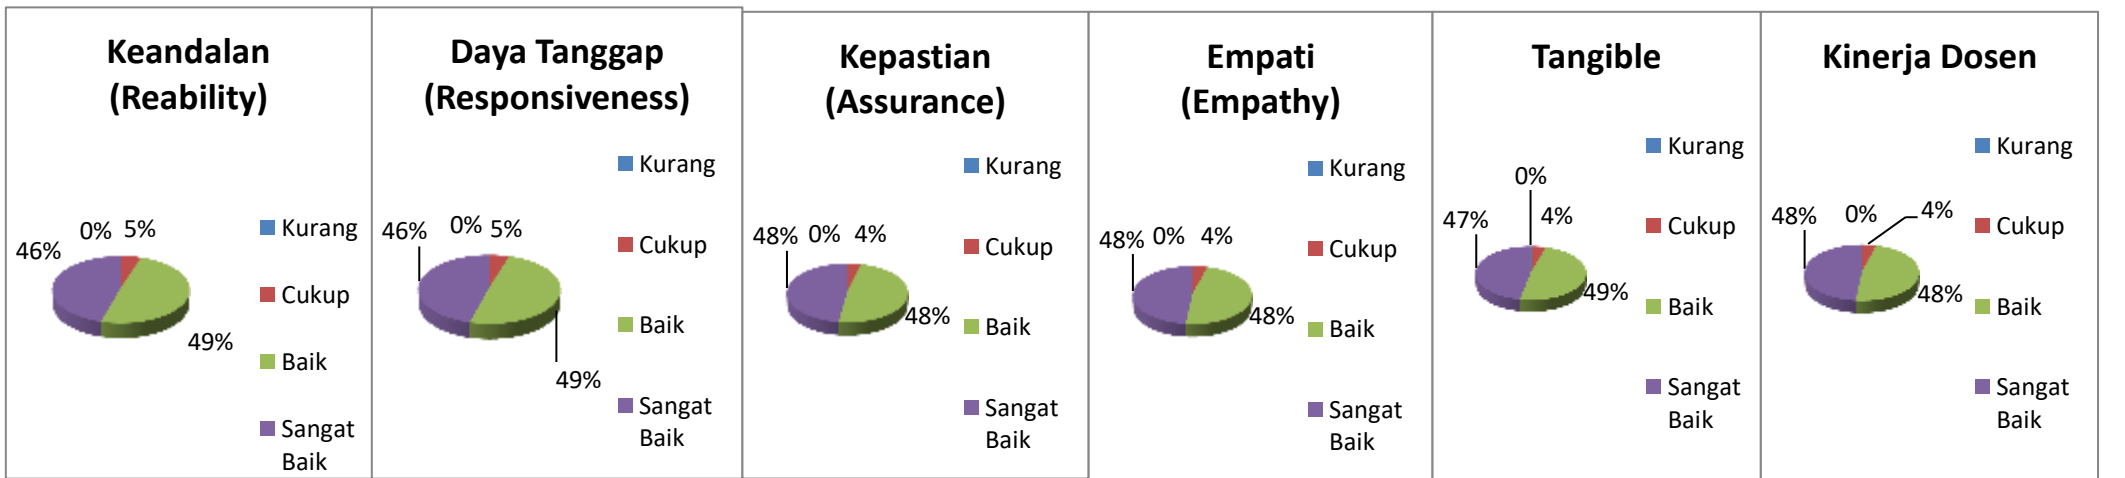 Keandalan
(Reability)
46%
0%
5%
49%
Kurang
Cukup
Baik
Sangat
Baik
Daya Tanggap
(Responsiveness)
46%
0%
5%
49%
Kurang
Cukup
Baik
Sangat
Baik
Kepastian
(Assurance)
48%
0%
4%
48%
Kurang
Cukup
Baik
Sangat
Baik
Empati
(Empathy)
48%
0%
4%
48%
Kurang
Cukup
Baik
Sangat
Baik
Tangible
0%
47%
4%
49%
Kurang
Cukup
Baik
Sangat
Baik
Kinerja Dosen
48%
0%
4%
48%
Kurang
Cukup
Baik
Sangat
Baik